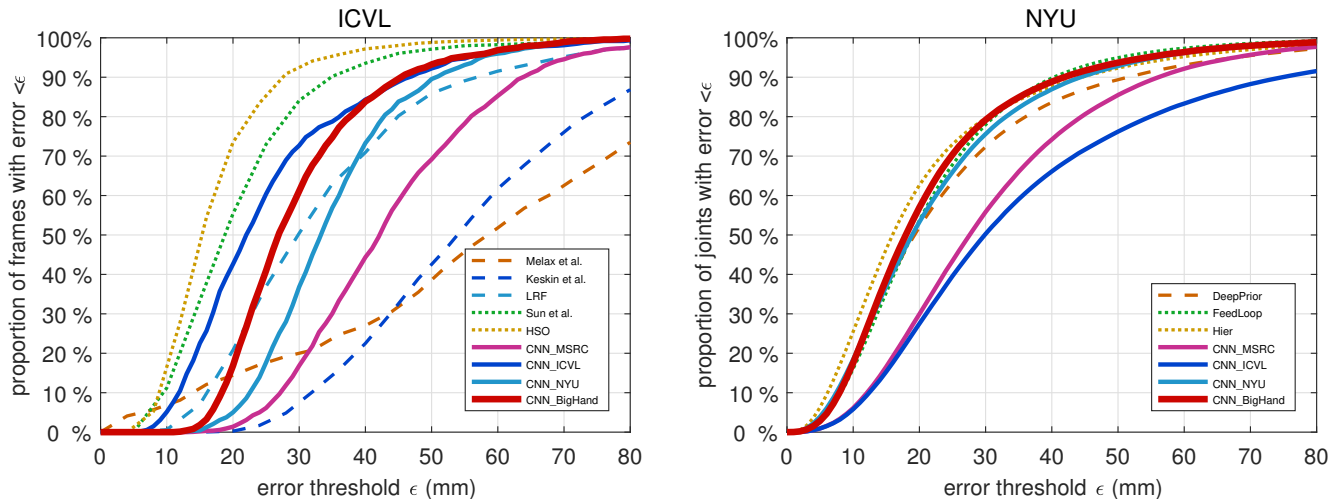 ICVL
proportion of frames with error <ϵ
100%
90 %
80 %
70 %
60 %
50 %
40 %
30 %
20 %
10 %
0 %
Melax et al.
Keskin et al.
LRF
Sun et al.
HSO
CNN_MSRC
CNN_ICVL
CNN_NYU
CNN_BigHand
0 10 20 30 40 50 60 70 80
error threshold ϵ (mm)
NYU
proportion of joints with error <ϵ
100%
90 %
80 %
70 %
60 %
50 %
40 %
30 %
20 %
10 %
0 %
DeepPrior
FeedLoop
Hier
CNN_MSRC
CNN_ICVL
CNN_NYU
CNN_BigHand
0 10 20 30 40 50 60 70 80
error threshold ϵ (mm)